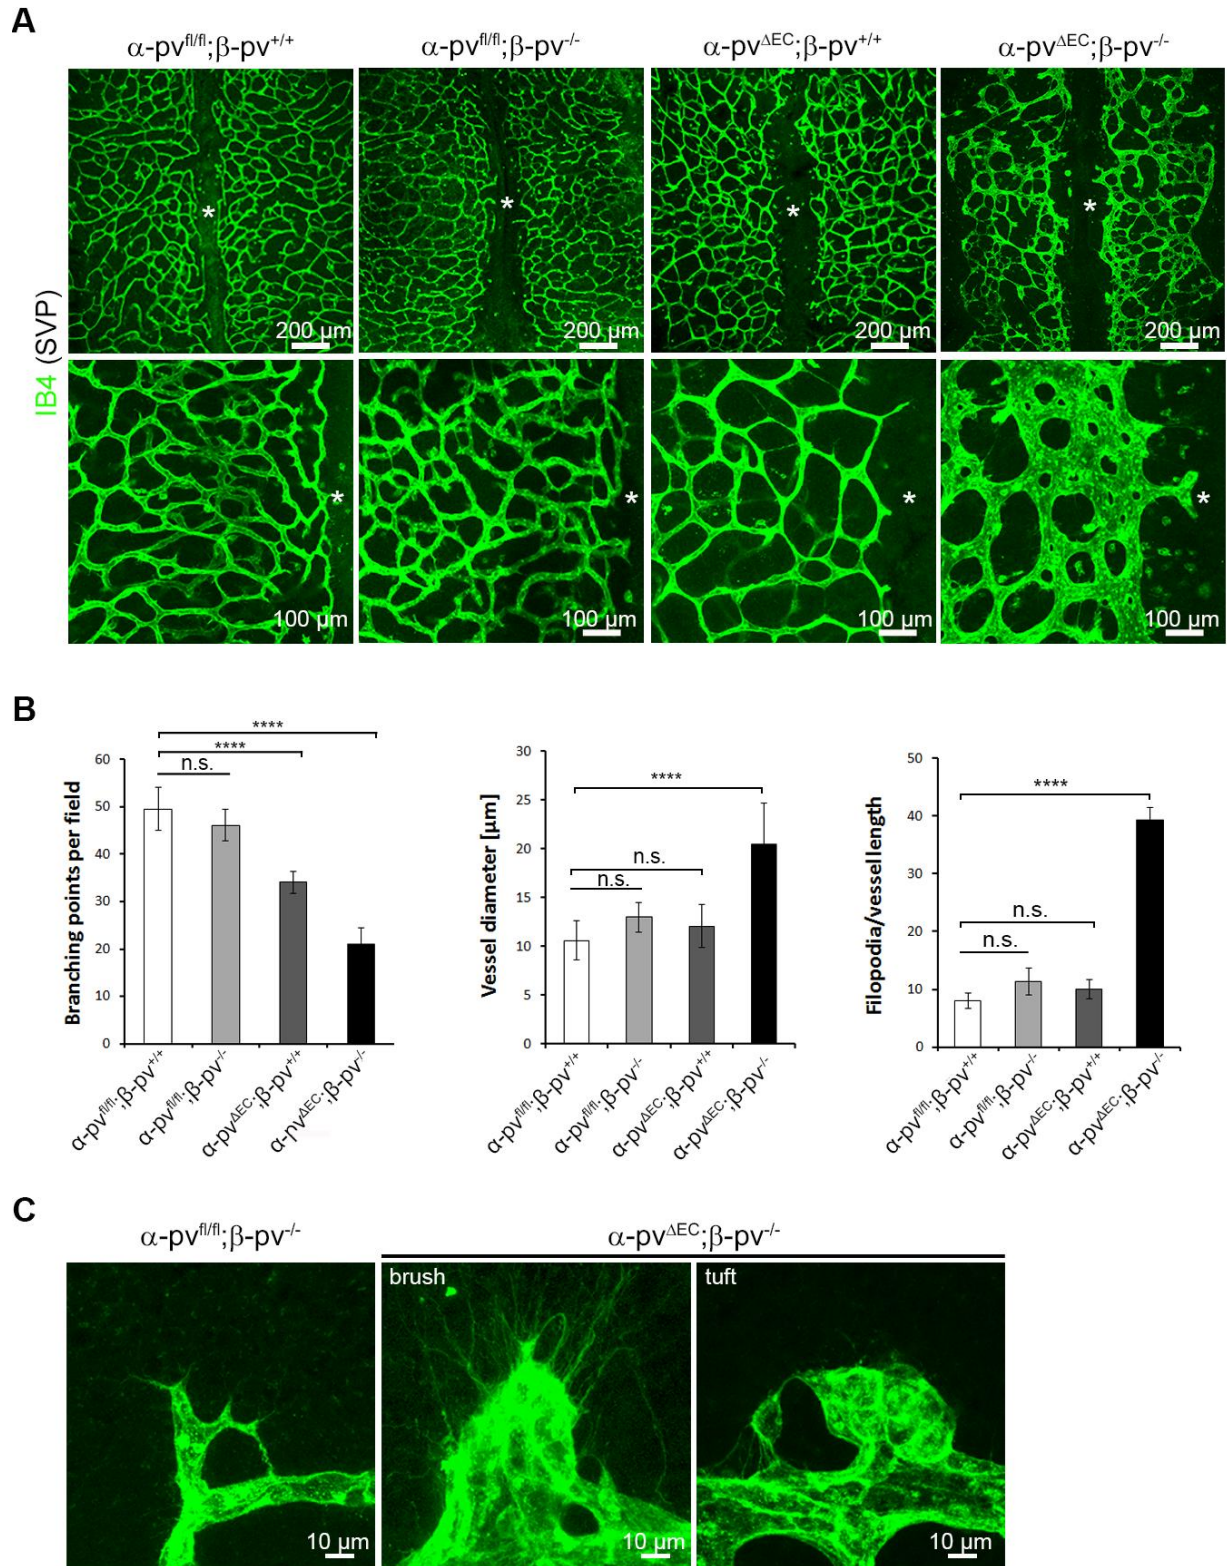 A
α-pv^fl/fl;β-pv^+/+ α-pv^fl/fl;β-pv^-/- α-pv^ΔEC;β-pv^+/+ α-pv^ΔEC;β-pv^-/-
IB4 (SVP)
* * * *
200 µm 200 µm 200 µm 200 µm
* * * *
100 µm 100 µm 100 µm 100 µm
B
Branching points per field
60
50
40
30
20
10
0
****
****
n.s.
α-pv^fl/fl;β-pv^+/+
α-pv^fl/fl;β-pv^-/-
α-pv^ΔEC;β-pv^+/+
α-pv^ΔEC;β-pv^-/-
Vessel diameter [µm]
30
25
20
15
10
5
0
****
n.s.
n.s.
α-pv^fl/fl;β-pv^+/+
α-pv^fl/fl;β-pv^-/-
α-pv^ΔEC;β-pv^+/+
α-pv^ΔEC;β-pv^-/-
Filopodia/vessel length
50
40
30
20
10
0
****
n.s.
n.s.
α-pv^fl/fl;β-pv^+/+
α-pv^fl/fl;β-pv^-/-
α-pv^ΔEC;β-pv^+/+
α-pv^ΔEC;β-pv^-/-
C
α-pv^fl/fl;β-pv^-/- α-pv^ΔEC;β-pv^-/-
brush tuft
10 µm 10 µm 10 µm